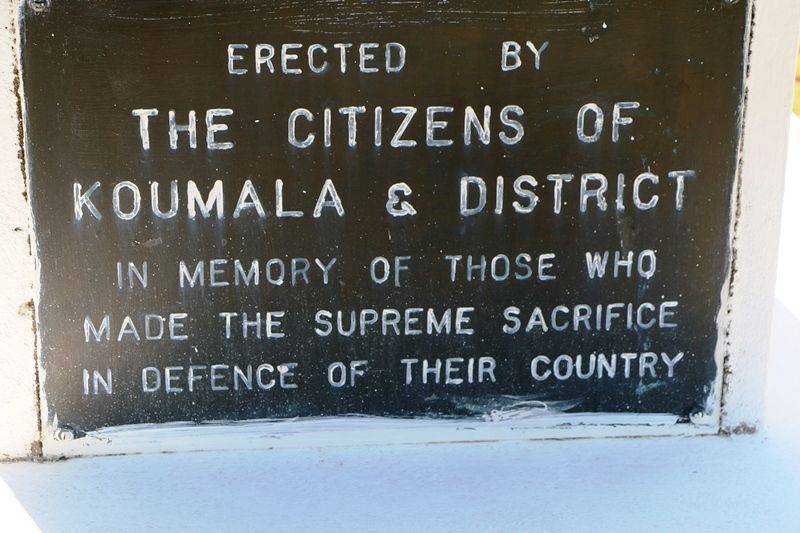 ERECTED BY
THE CITIZENS OF
KOUMALA & DISTRICT
IN MEMORY OF THOSE WHO
MADE THE SUPREME SACRIFICE
IN DEFENCE OF THEIR COUNTRY